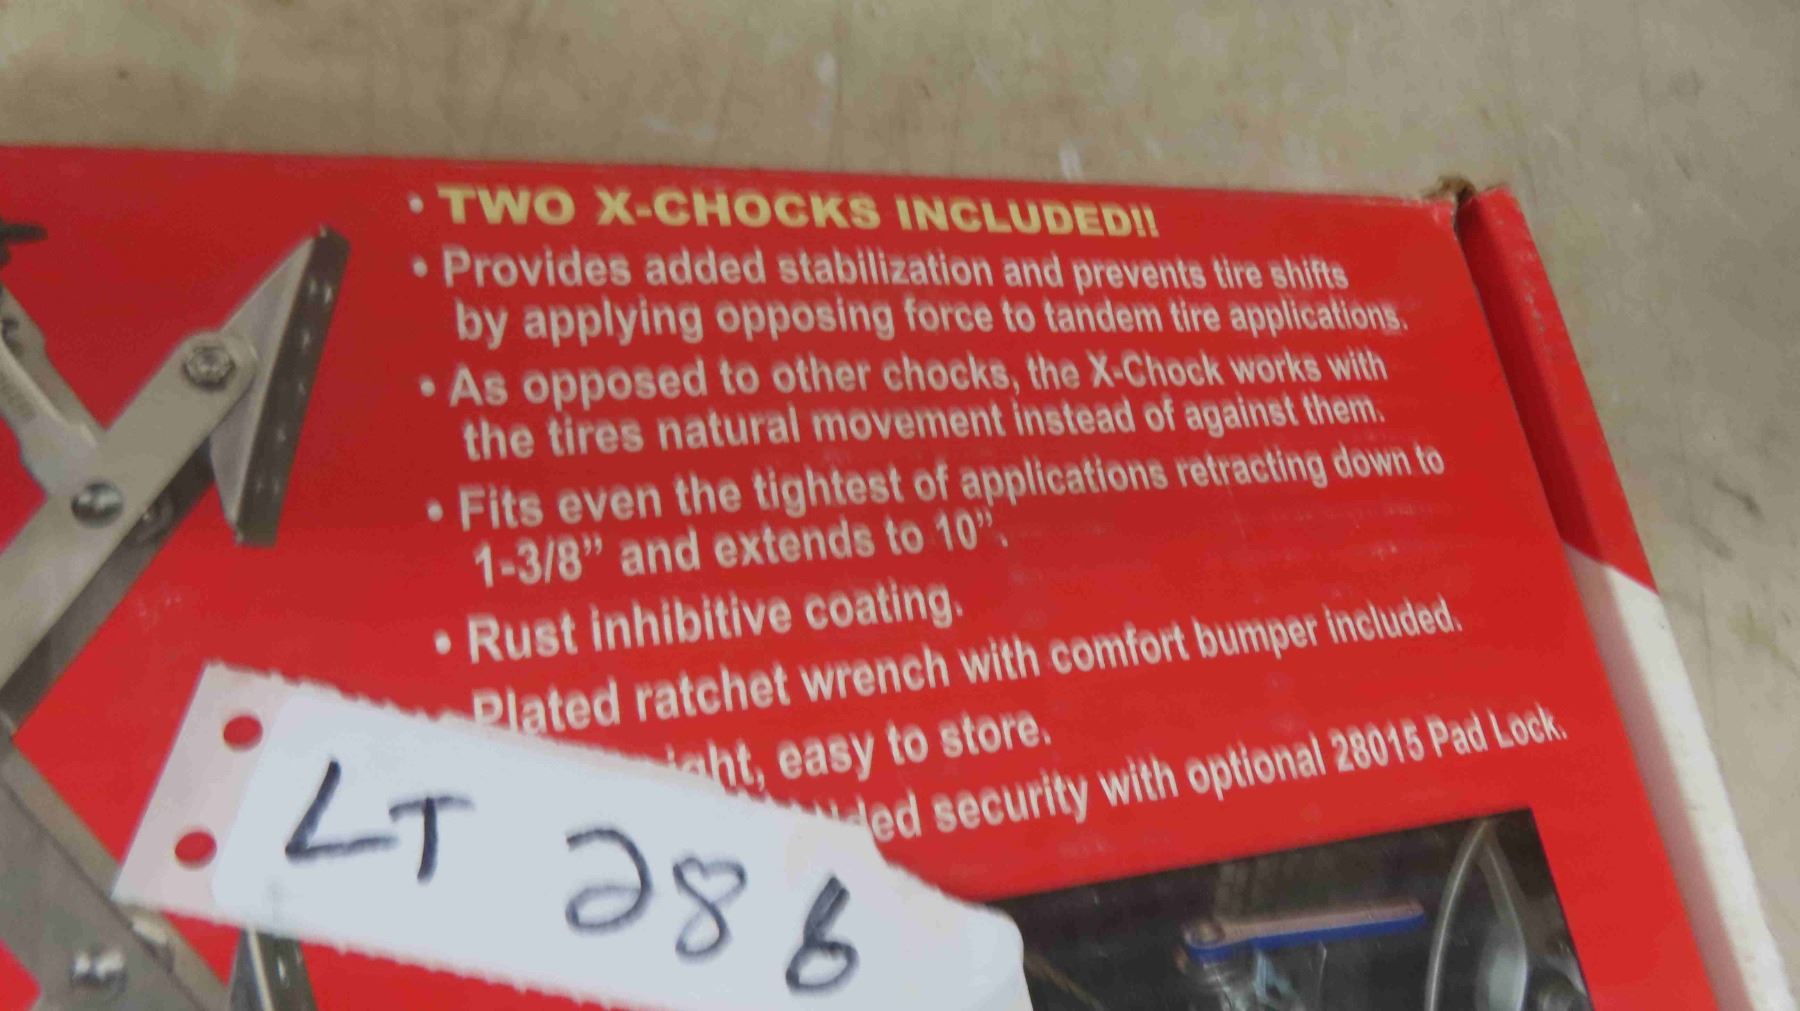 • TWO X-CHOCKS INCLUDED!!
• Provides added stabilization and prevents tire shifts
by applying opposing force to tandem tire applications.
• As opposed to other chocks, the X-Chock works with
the tires natural movement instead of against them.
• Fits even the tightest of applications retracting down to
1-3/8" and extends to 10".
• Rust inhibitive coating.
Plated ratchet wrench with comfort bumper included.
easy to store.
security with optional 28015 Pad Lock.
LT 286